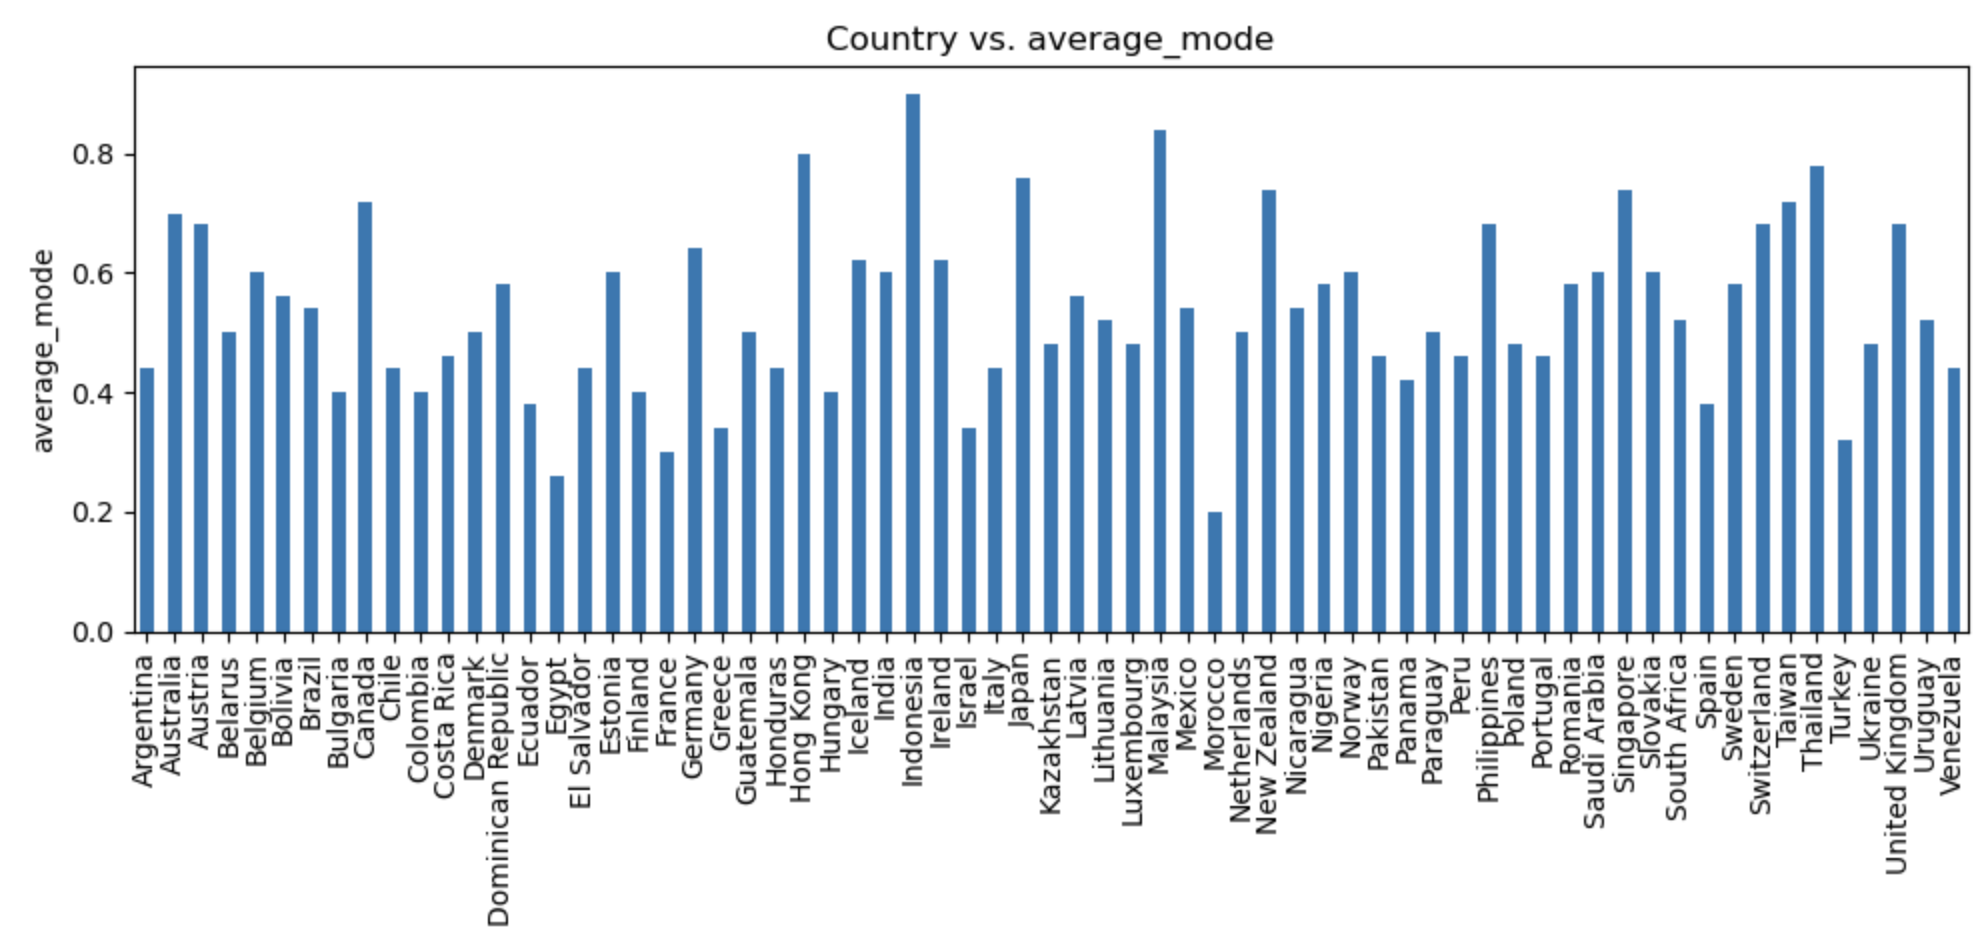 Country vs. average_mode
average_mode
0.8
0.6
0.4
0.2
0.0
Argentina
Australia
Austria
Belarus
Belgium
Bolivia
Brazil
Bulgaria
Canada
Chile
Colombia
Costa Rica
Denmark
Dominican Republic
Ecuador
Egypt
El Salvador
Estonia
Finland
France
Germany
Greece
Guatemala
Honduras
Hong Kong
Hungary
Iceland
India
Indonesia
Ireland
Israel
Italy
Japan
Kazakhstan
Latvia
Lithuania
Luxembourg
Malaysia
Mexico
Morocco
Netherlands
New Zealand
Nicaragua
Nigeria
Norway
Pakistan
Panama
Paraguay
Peru
Philippines
Poland
Portugal
Romania
Saudi Arabia
Singapore
Slovakia
South Africa
Spain
Sweden
Switzerland
Taiwan
Thailand
Turkey
Ukraine
United Kingdom
Uruguay
Venezuela